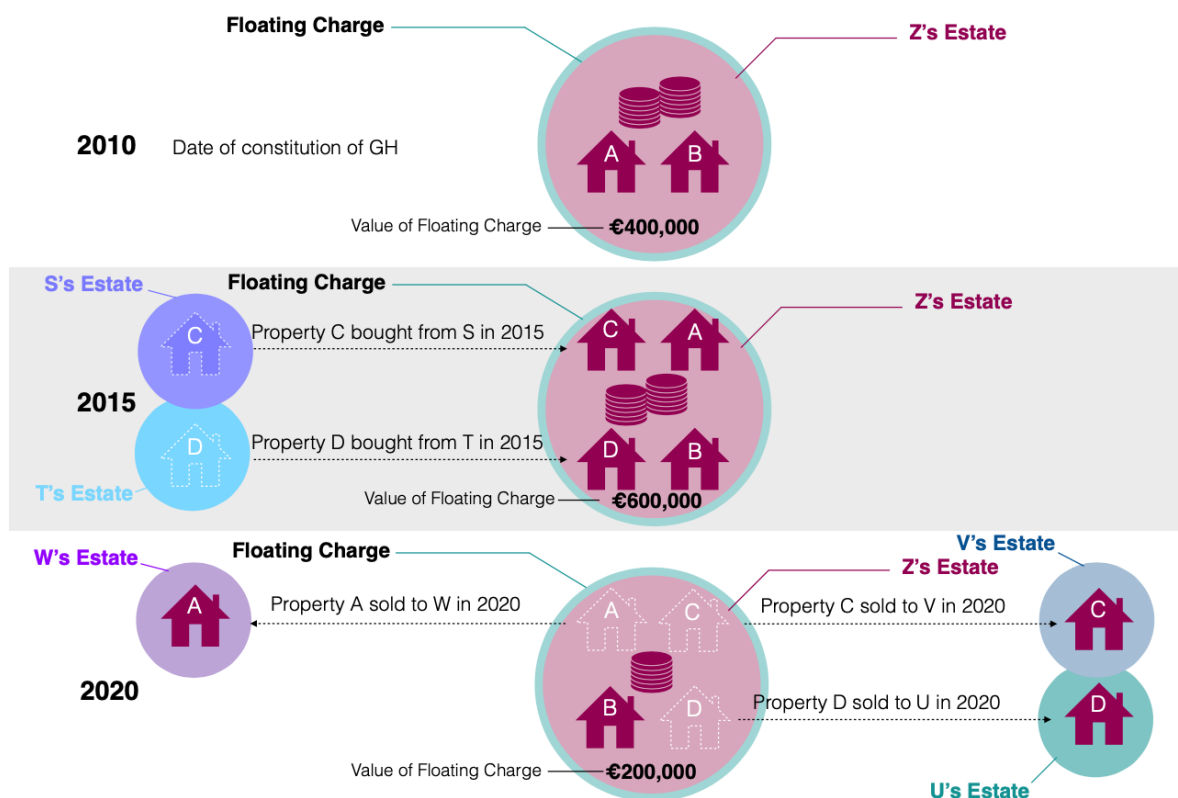 Floating Charge
Z's Estate
2010
Date of constitution of GH
A
B
Value of Floating Charge
€400,000
S's Estate
Floating Charge
Z's Estate
C
Property C bought from S in 2015
C
A
2015
D
Property D bought from T in 2015
D
B
T's Estate
Value of Floating Charge
€600,000
W's Estate
Floating Charge
V's Estate
Z's Estate
A
Property A sold to W in 2020
A
C
Property C sold to V in 2020
C
2020
B
D
Property D sold to U in 2020
D
Value of Floating Charge
€200,000
U's Estate